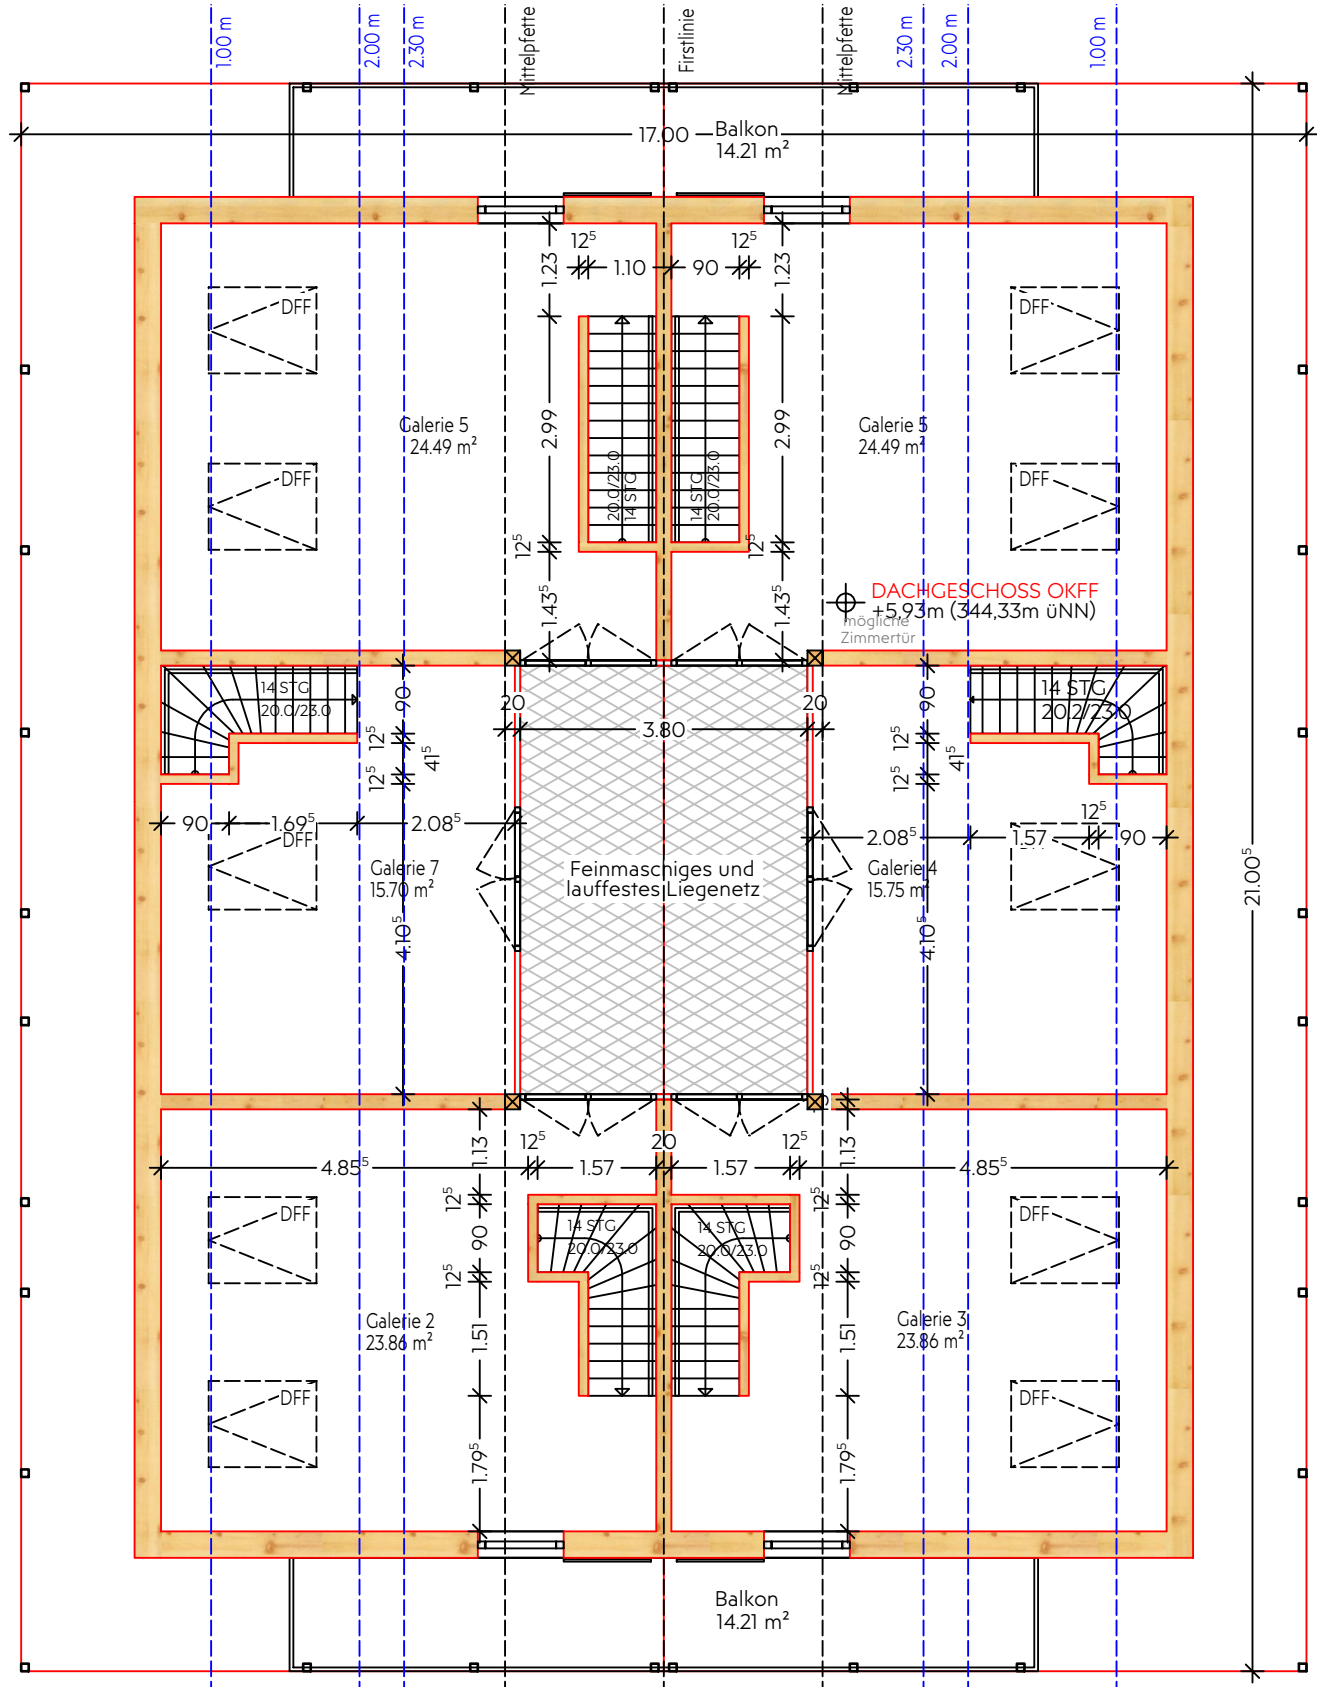 1.00 m
2.00 m
2.30 m
Mittelpfette
Firstlinie
Mittelpfette
2.30 m
2.00 m
1.00 m
17.00
Balkon
14.21 m²
1.23
12⁵
1.10
90
12⁵
1.23
DFF
DFF
2.99
2.99
Galerie 5
24.49 m²
Galerie 5
24.49 m²
DFF
DFF
20.0/23.0
14 STG
14 STG
20.0/23.0
12⁵
12⁵
1.43⁵
1.43⁵
DACHGESCHOSS OKFF
+5,93m (344,33m üNN)
mögliche
Zimmertür
14 STG
20.0/23.0
90
12⁵
41⁵
12⁵
20
3.80
20
90
12⁵
41⁵
12⁵
14 STG
20.2/23.0
90
1.69⁵
2.08⁵
DFF
2.08⁵
1.57
12⁵
90
Galerie 7
15.70 m²
Feinmaschiges und
lauffestes Liegenetz
Galerie 4
15.75 m²
4.10⁵
4.10⁵
21.00⁵
1.13
12⁵
20
12⁵
1.13
4.85⁵
1.57
1.57
4.85⁵
12⁵
90
12⁵
12⁵
90
12⁵
DFF
DFF
14 STG
20.0/23.0
14 STG
20.0/23.0
Galerie 2
23.86 m²
Galerie 3
23.86 m²
1.51
1.51
DFF
DFF
1.79⁵
1.79⁵
Balkon
14.21 m²